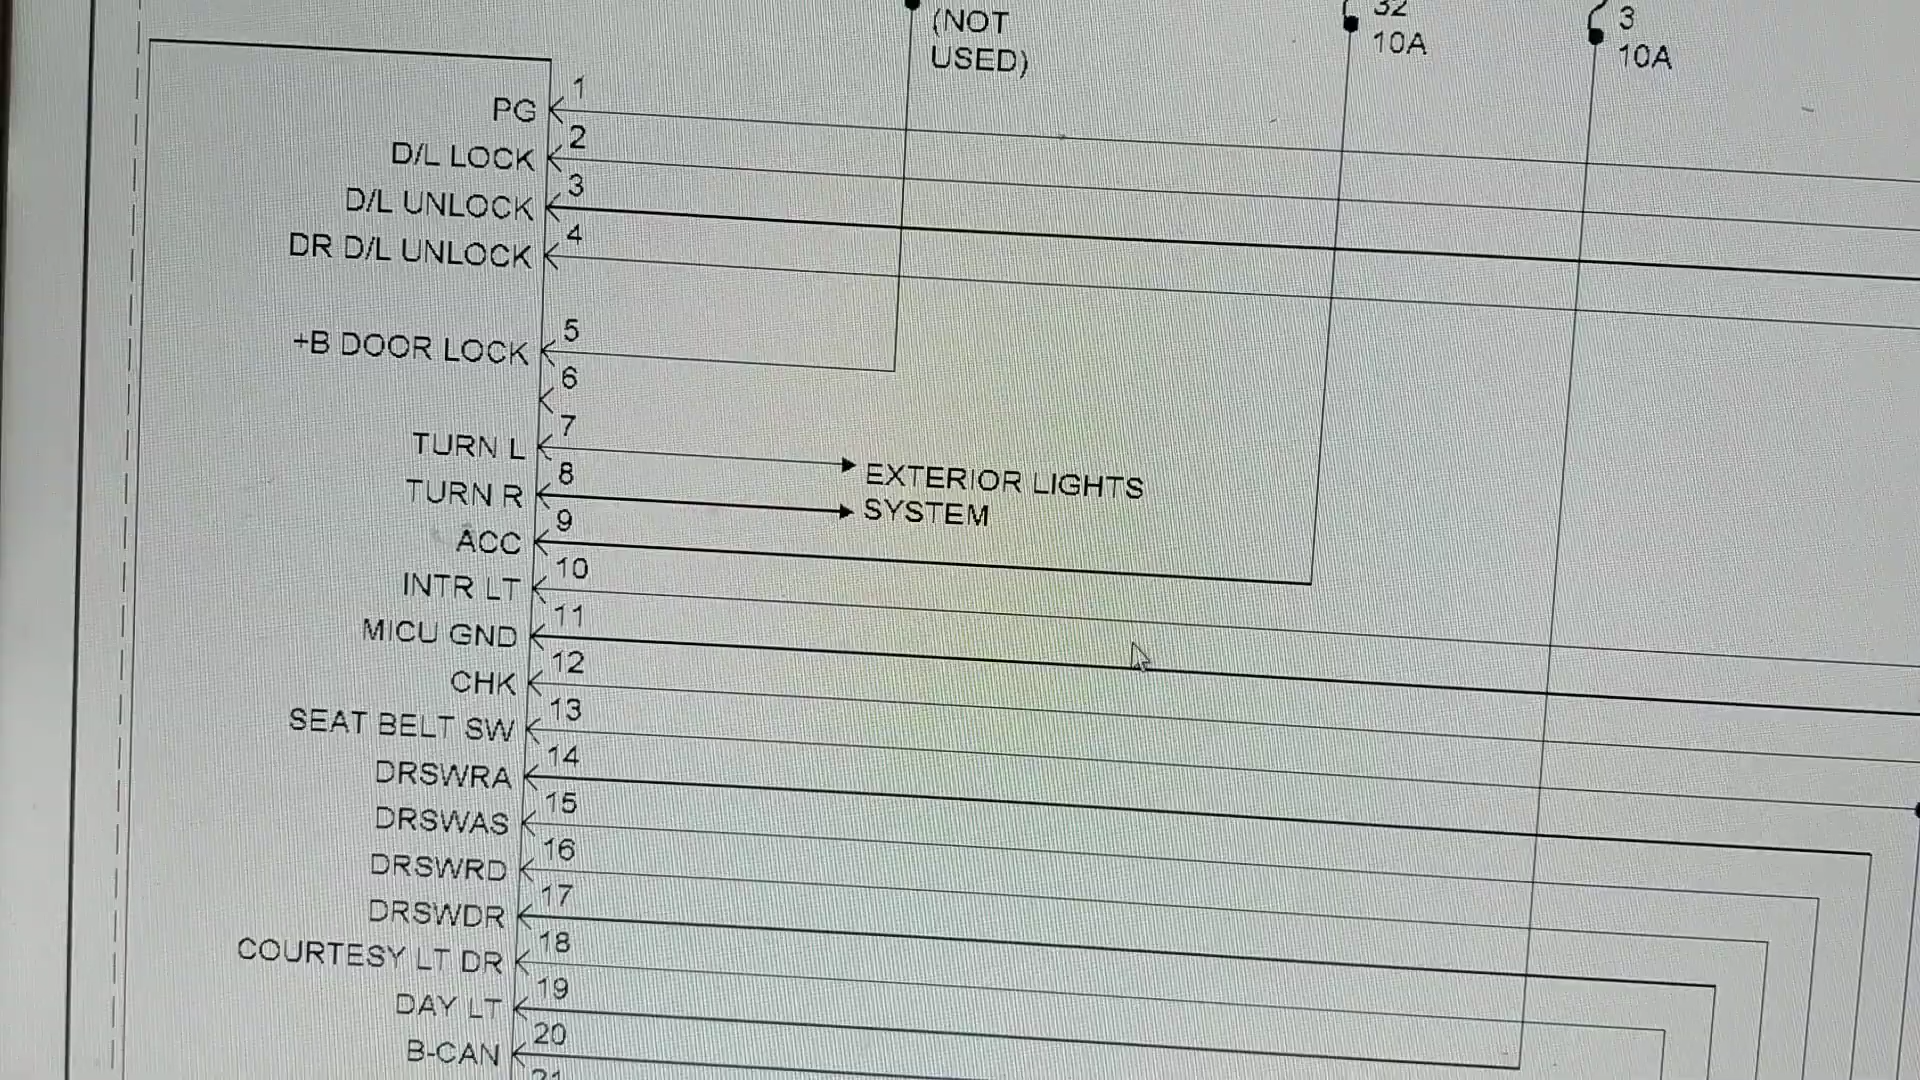 (NOT
USED)
32
10A
3
10A
1
PG
2
D/L LOCK
3
D/L UNLOCK
4
DR D/L UNLOCK
5
+B DOOR LOCK
6
7
TURN L
EXTERIOR LIGHTS
SYSTEM
8
TURN R
9
ACC
10
INTR LT
11
MICU GND
12
CHK
13
SEAT BELT SW
14
DRSWRA
15
DRSWAS
16
DRSWRD
17
DRSWDR
18
COURTESY LT DR
19
DAY LT
20
B-CAN
21